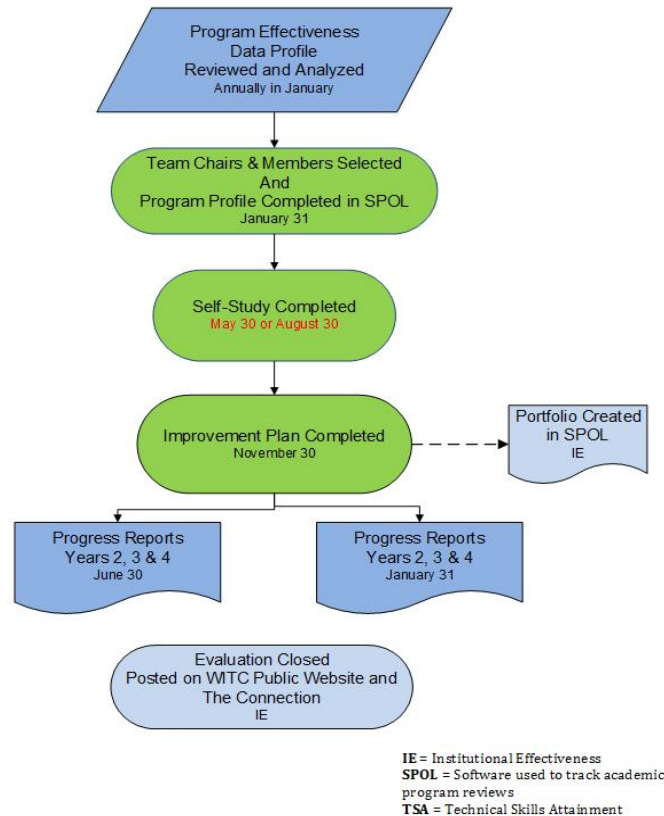 Program Effectiveness
Data Profile
Reviewed and Analyzed
Annually in January
Team Chairs & Members Selected
And
Program Profile Completed in SPOL
January 31
Self-Study Completed
May 30 or August 30
Improvement Plan Completed
November 30
Portfolio Created
in SPOL
IE
Progress Reports
Years 2, 3 & 4
June 30
Progress Reports
Years 2, 3 & 4
January 31
Evaluation Closed
Posted on WITC Public Website and
The Connection
IE
IE = Institutional Effectiveness
SPOL = Software used to track academic
program reviews
TSA = Technical Skills Attainment